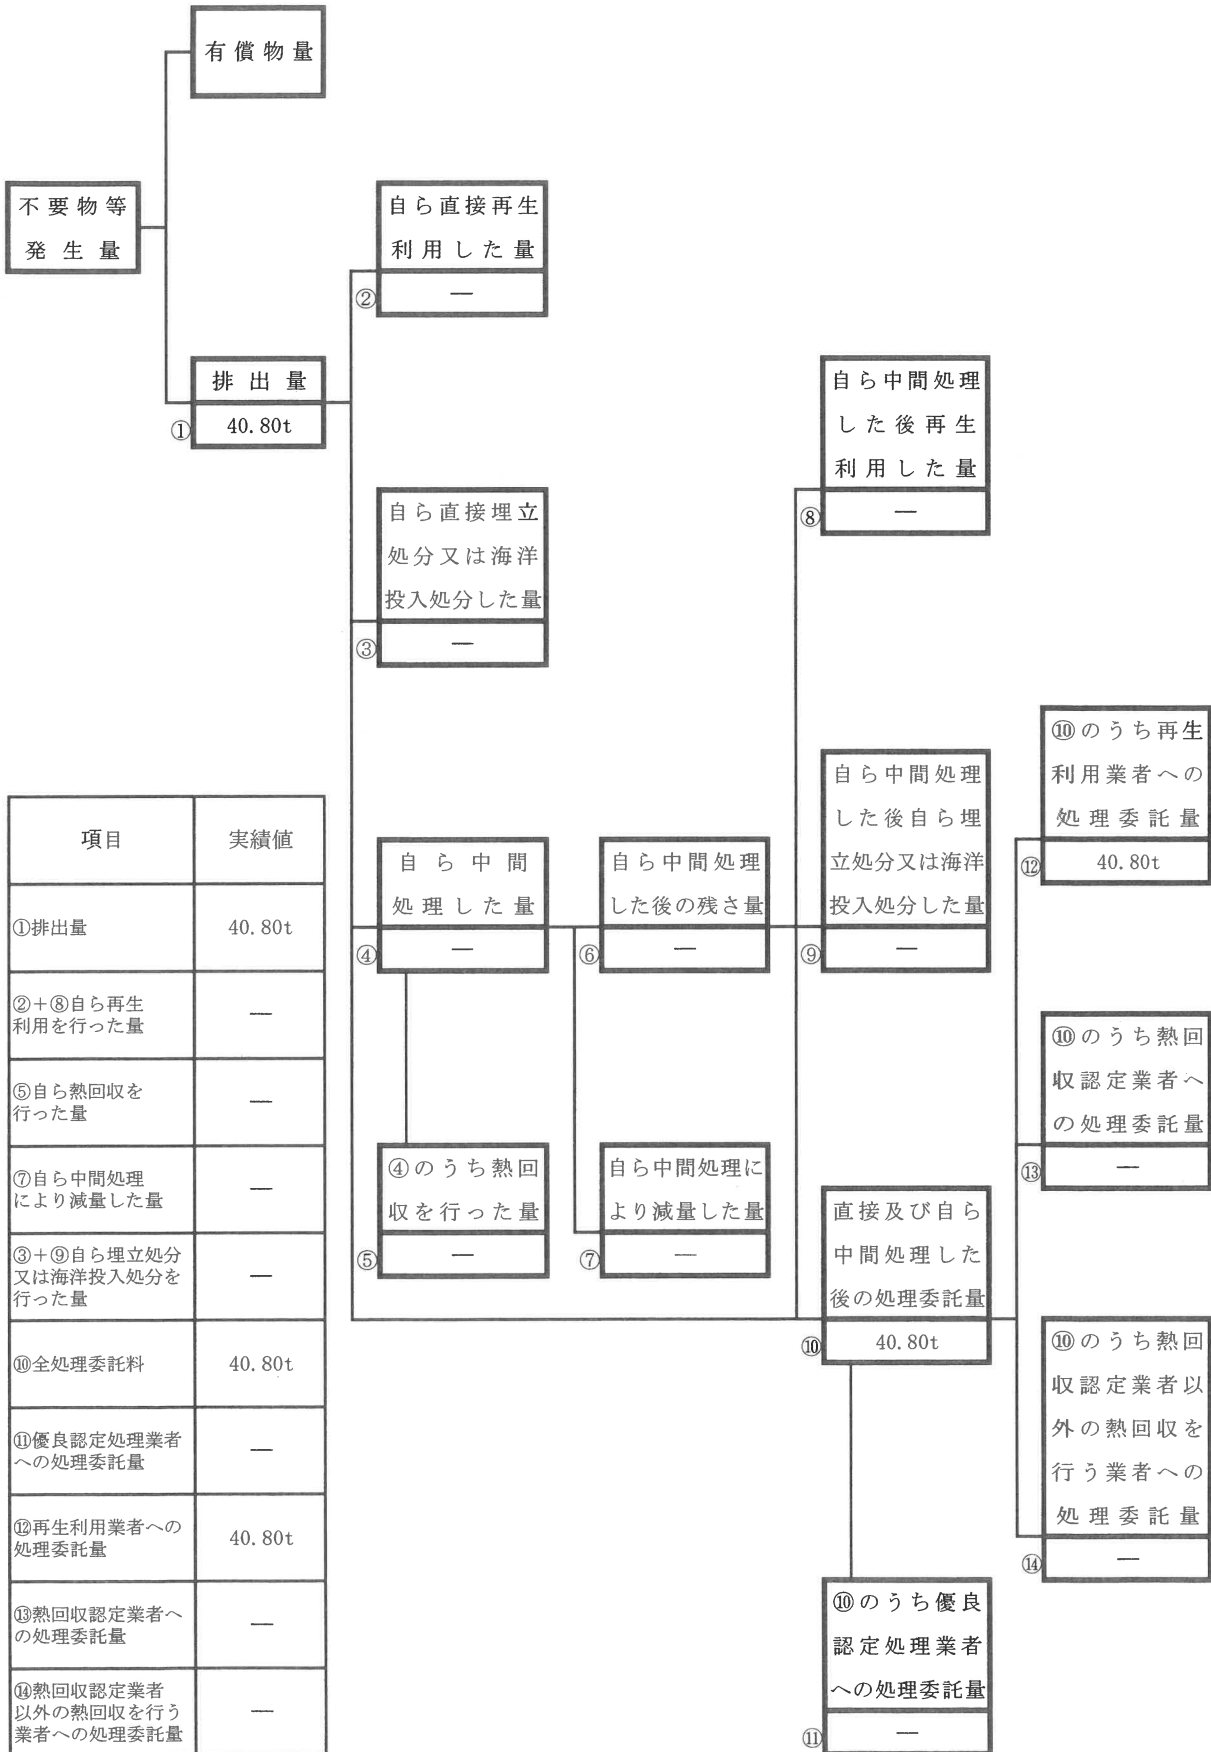 有償物量
不要物等
発生量
排出量
①
40.80t
自ら直接再生
利用した量
②
―
自ら直接埋立
処分又は海洋
投入処分した量
③
―
自ら中間
処理した量
④
―
④のうち熱回
収を行った量
⑤
―
自ら中間処理
した後の残さ量
⑥
―
自ら中間処理に
より減量した量
⑦
―
自ら中間処理
した後再生
利用した量
⑧
―
自ら中間処理
した後自ら埋
立処分又は海洋
投入処分した量
⑨
―
直接及び自ら
中間処理した
後の処理委託量
⑩
40.80t
⑩のうち優良
認定処理業者
への処理委託量
⑪
―
⑩のうち再生
利用業者への
処理委託量
⑫
40.80t
⑩のうち熱回
収認定業者へ
の処理委託量
⑬
―
⑩のうち熱回
収認定業者以
外の熱回収を
行う業者への
処理委託量
⑭
―
項目 実績値
①排出量 40.80t
②＋⑧自ら再生
利用を行った量 ―
⑤自ら熱回収を
行った量 ―
⑦自ら中間処理
により減量した量 ―
③＋⑨自ら埋立処分
又は海洋投入処分を
行った量 ―
⑩全処理委託料 40.80t
⑪優良認定処理業者
への処理委託量 ―
⑫再生利用業者への
処理委託量 40.80t
⑬熱回収認定業者へ
の処理委託量 ―
⑭熱回収認定業者
以外の熱回収を行う
業者への処理委託量 ―